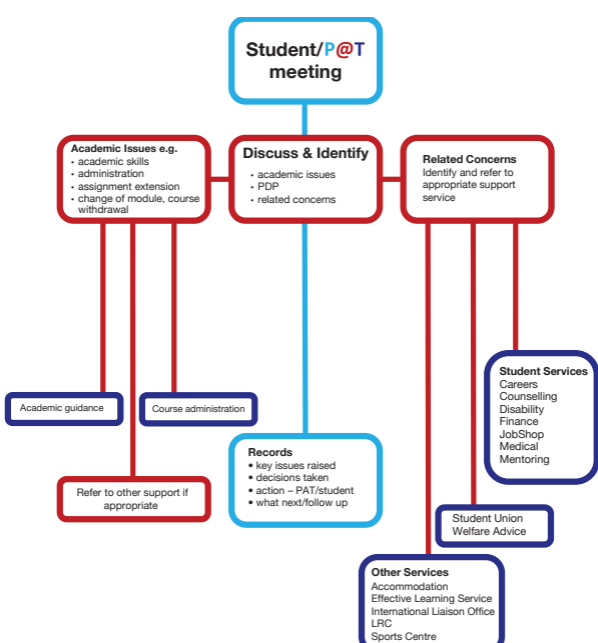 Student/P@T
meeting
Academic Issues e.g.
• academic skills
• administration
• assignment extension
• change of module, course
withdrawal
Discuss & Identify
• academic issues
• PDP
• related concerns
Related Concerns
Identify and refer to
appropriate support
service
Academic guidance
Course administration
Refer to other support if
appropriate
Records
• key issues raised
• decisions taken
• action – PAT/student
• what next/follow up
Student Services
Careers
Counselling
Disability
Finance
JobShop
Medical
Mentoring
Student Union
Welfare Advice
Other Services
Accommodation
Effective Learning Service
International Liaison Office
LRC
Sports Centre